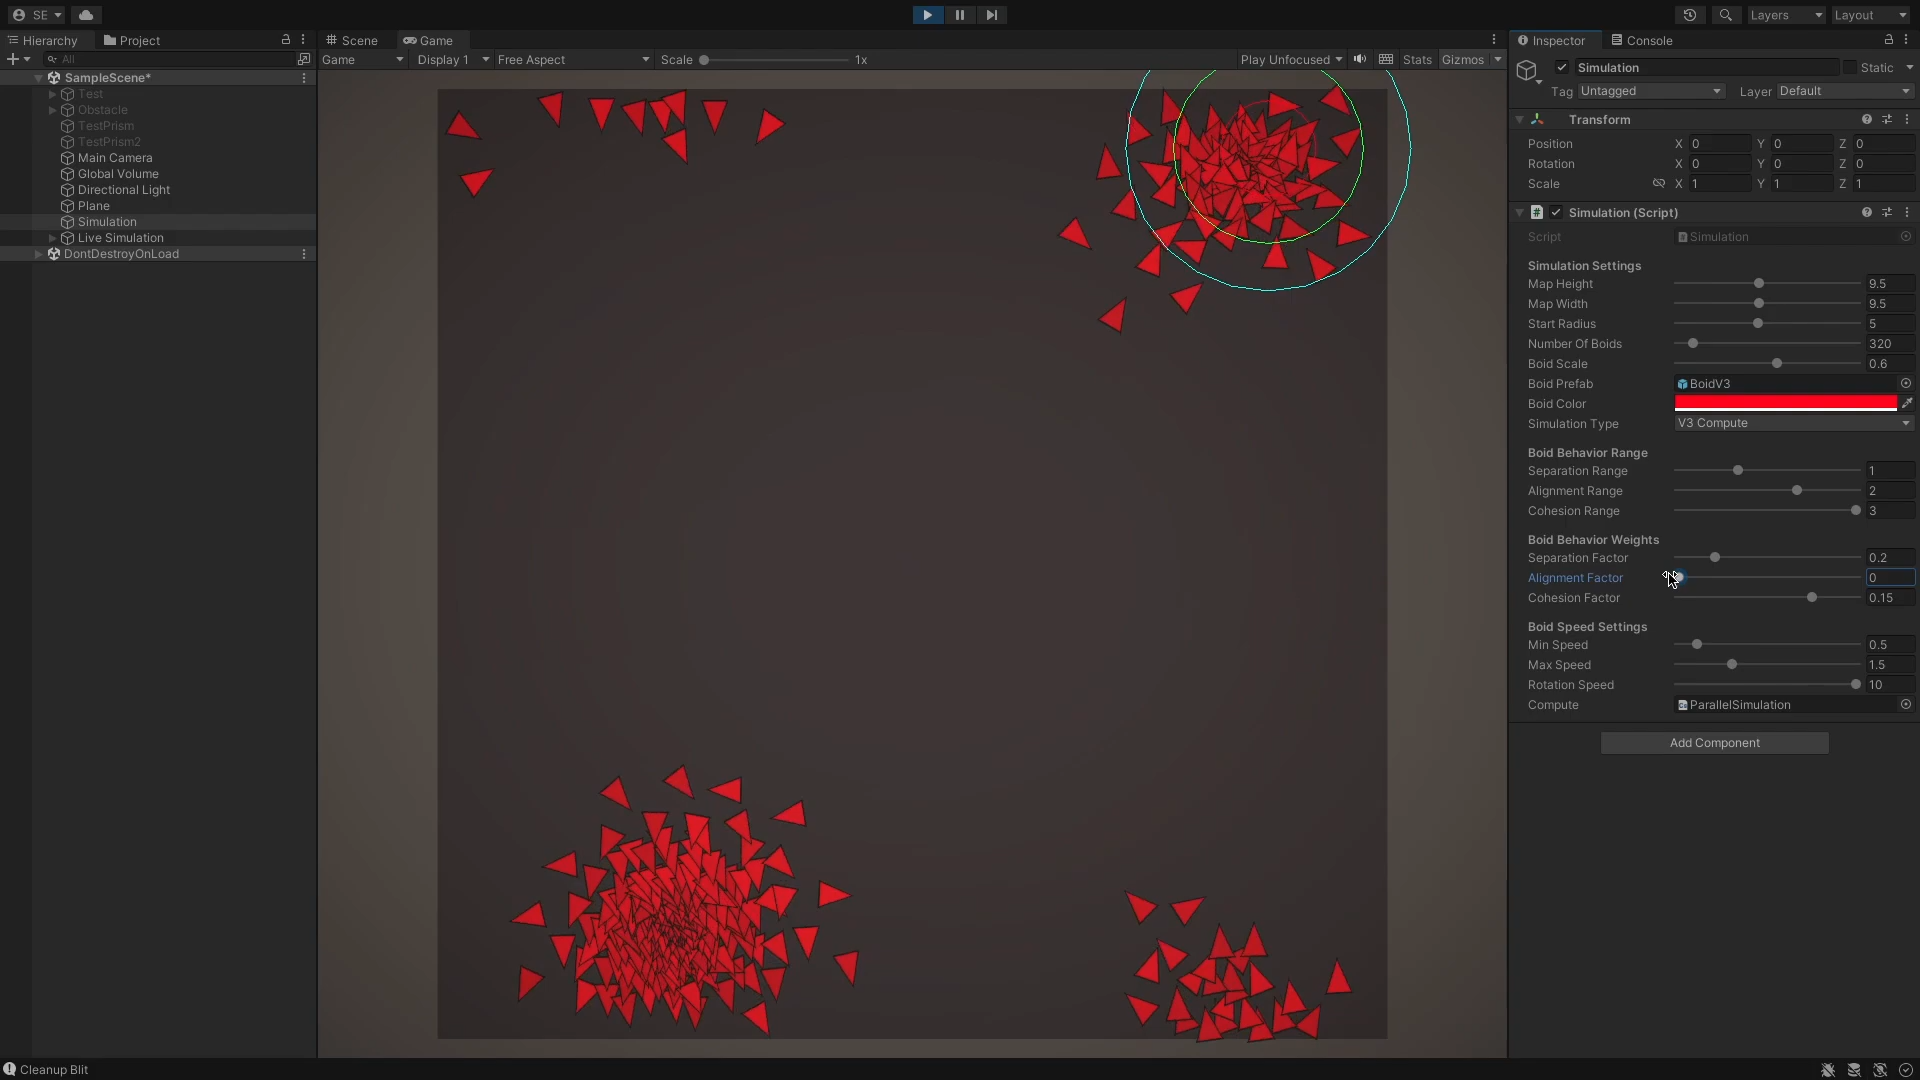 SE
Layers
Layout
Hierarchy
Project
Scene
Game
Inspector
Console
All
Game
Display 1
Free Aspect
Scale
1x
Play Unfocused
Stats
Gizmos
SampleScene*
Test
Obstacle
TestPrism
TestPrism2
Main Camera
Global Volume
Directional Light
Plane
Simulation
Live Simulation
DontDestroyOnLoad
Simulation
Static
Tag Untagged
Layer Default
Transform
Position X 0 Y 0 Z 0
Rotation X 0 Y 0 Z 0
Scale X 1 Y 1 Z 1
# Simulation (Script)
Script Simulation
Simulation Settings
Map Height 9.5
Map Width 9.5
Start Radius 5
Number Of Boids 320
Boid Scale 0.6
Boid Prefab BoidV3
Boid Color
Simulation Type V3 Compute
Boid Behavior Range
Separation Range 1
Alignment Range 2
Cohesion Range 3
Boid Behavior Weights
Separation Factor 0.2
Alignment Factor 0
Cohesion Factor 0.15
Boid Speed Settings
Min Speed 0.5
Max Speed 1.5
Rotation Speed 10
Compute ParallelSimulation
Add Component
Cleanup Blit